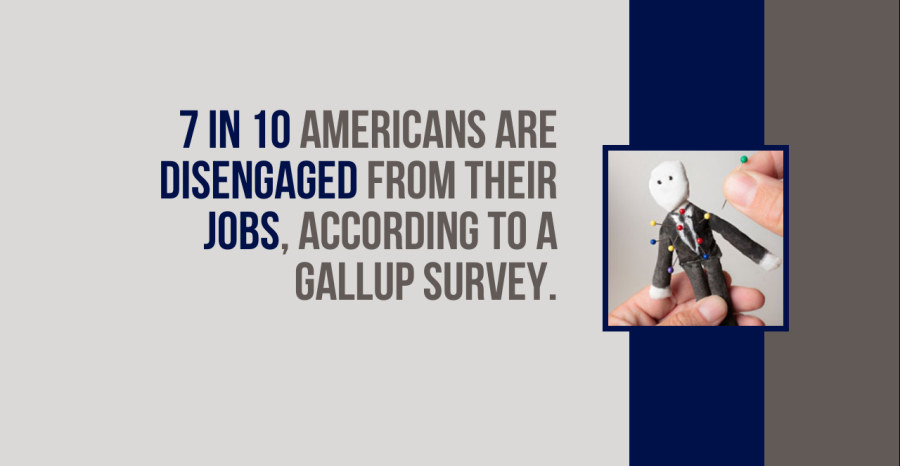 7 IN 10 AMERICANS ARE
DISENGAGED FROM THEIR
JOBS, ACCORDING TO A
GALLUP SURVEY.